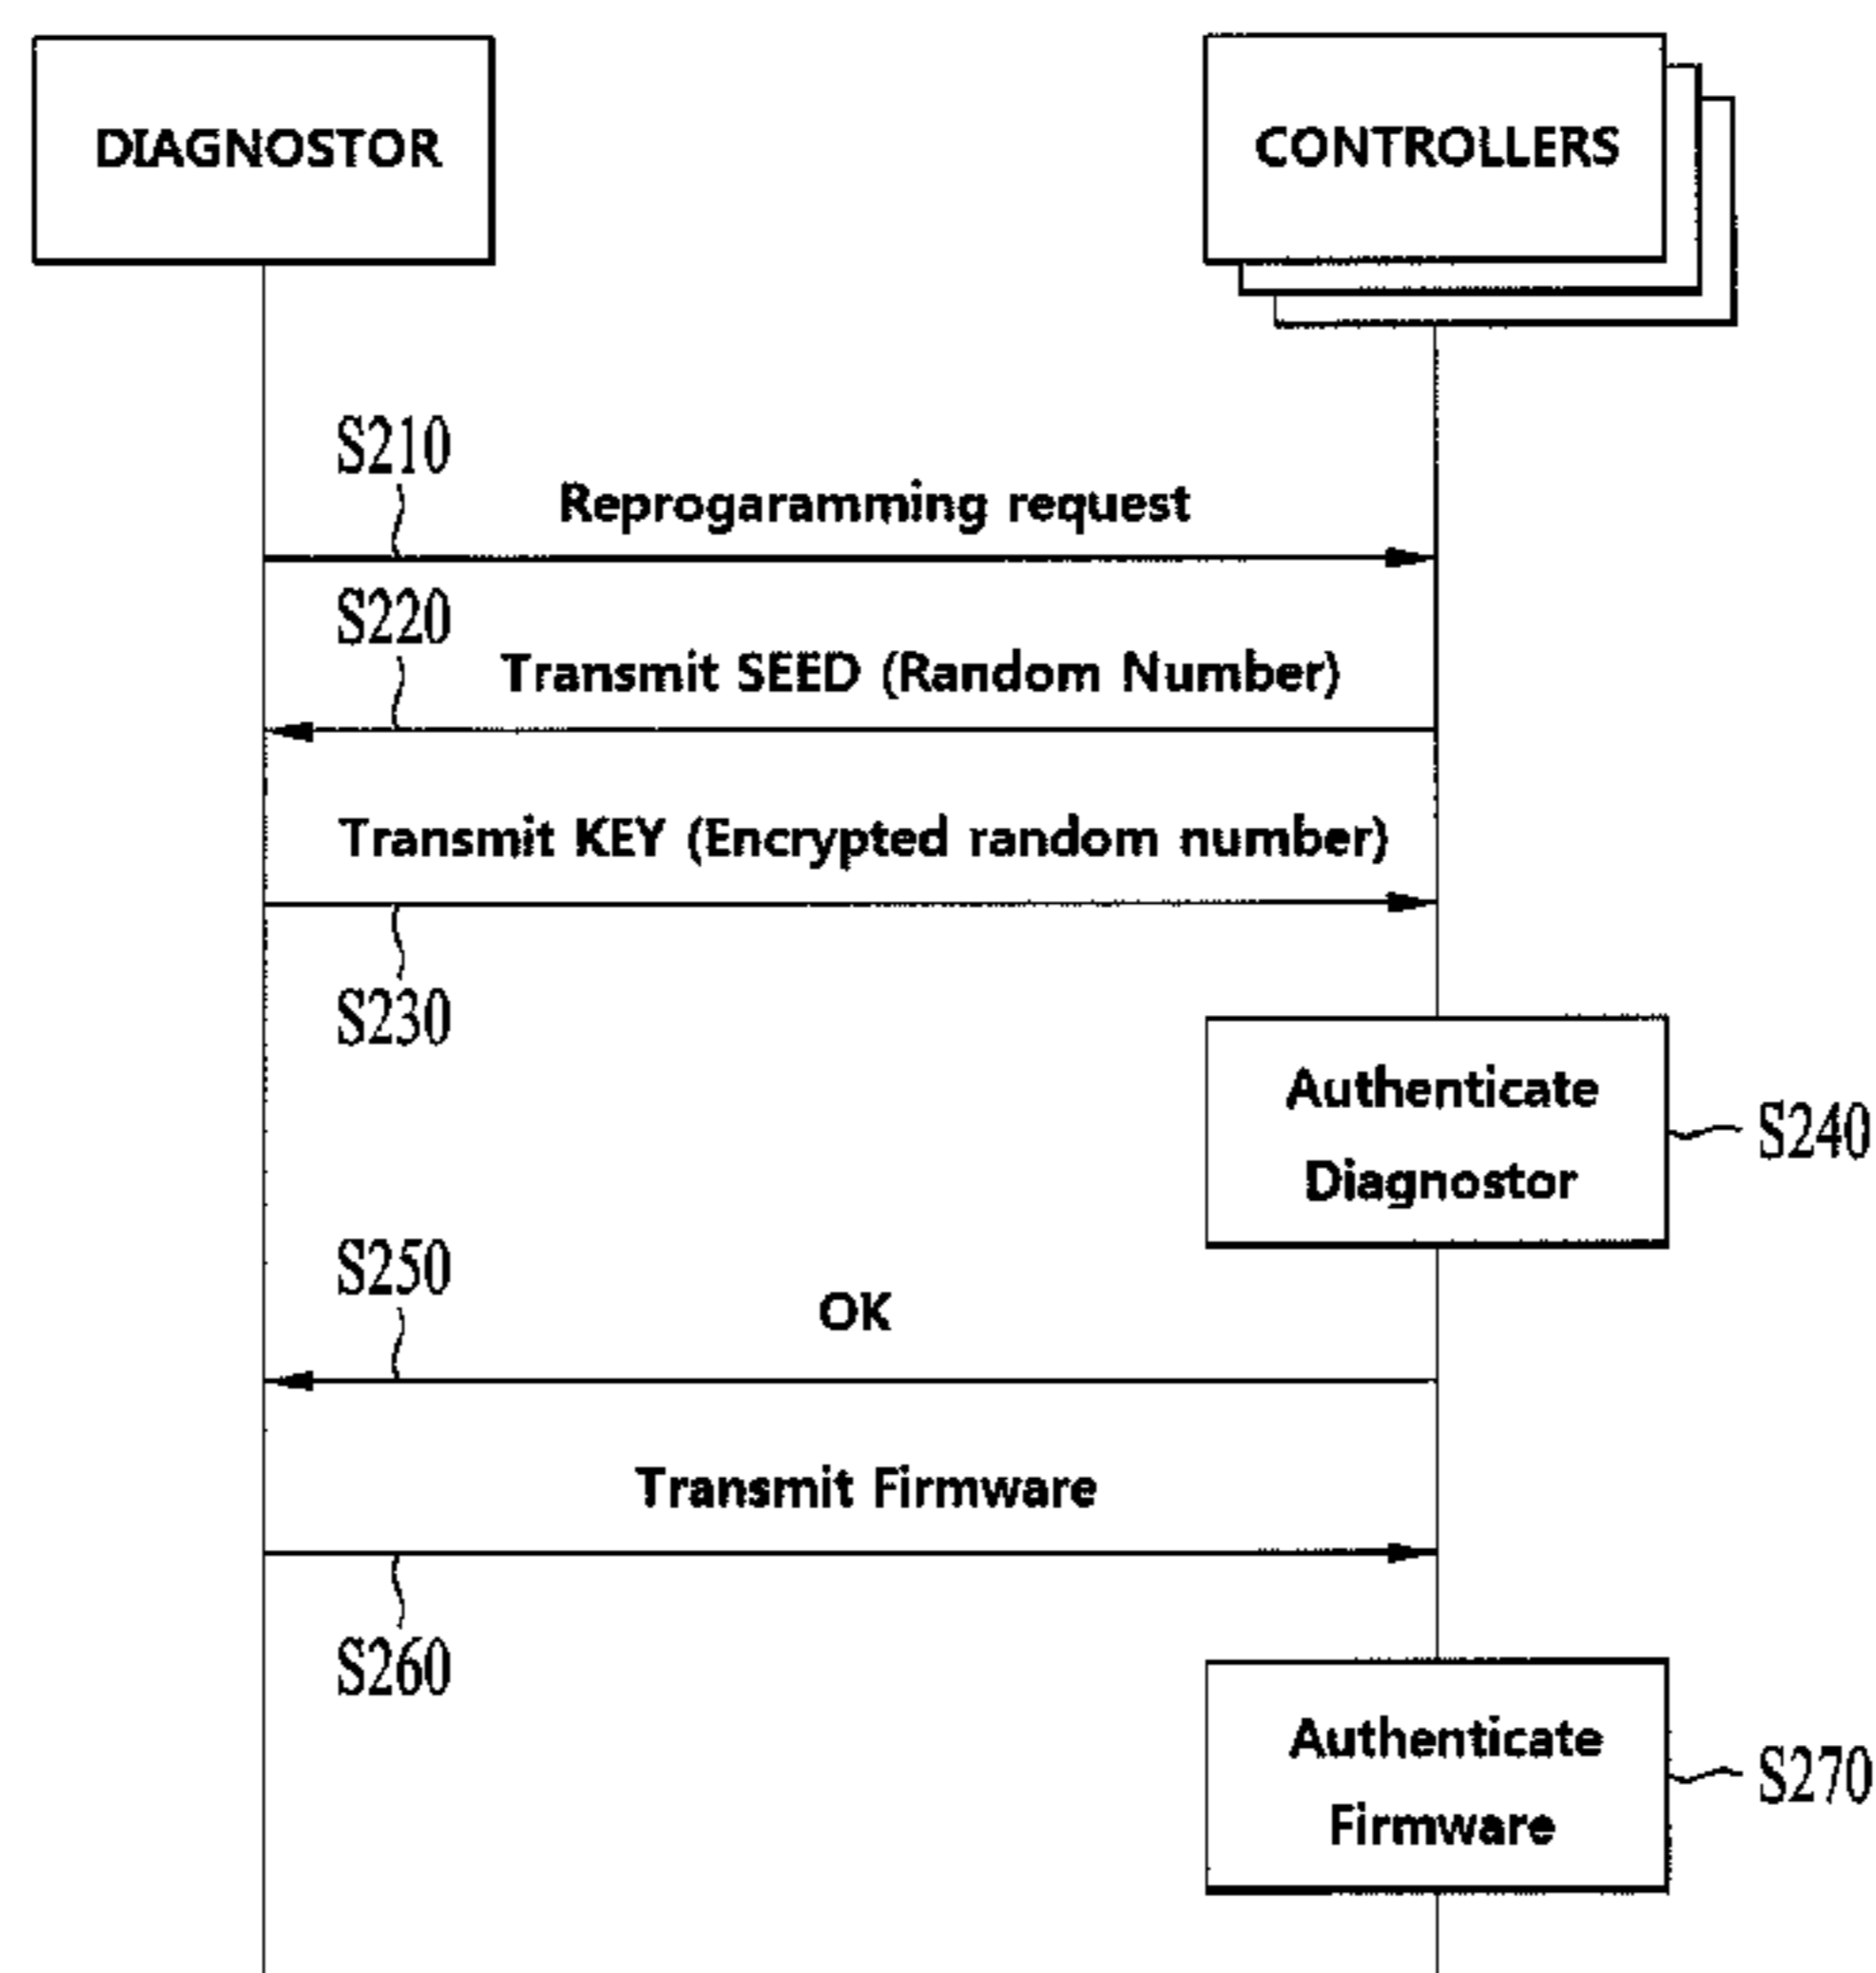 DIAGNOSTOR
CONTROLLERS
S210
Reprogaramming request
S220
Transmit SEED (Random Number)
Transmit KEY (Encrypted random number)
S230
Authenticate
Diagnostor
S240
S250
OK
Transmit Firmware
S260
Authenticate
Firmware
S270